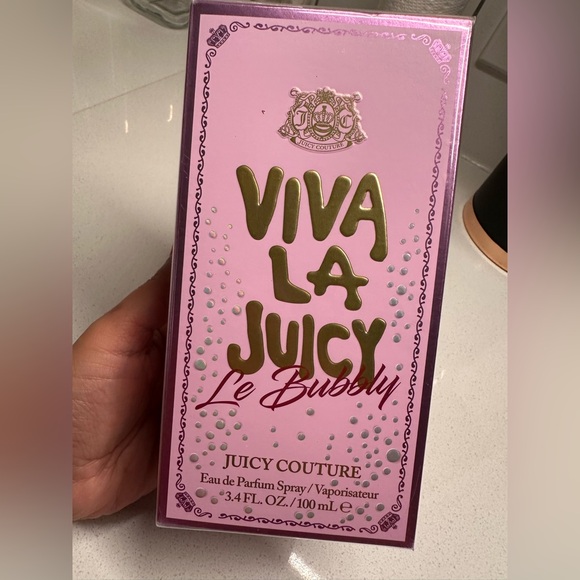 JC
JUICY COUTURE
VIVA
LA
JUICY
Le Bubbly
JUICY COUTURE
Eau de Parfum Spray / Vaporisateur
3.4 FL. OZ. / 100 mL ℮